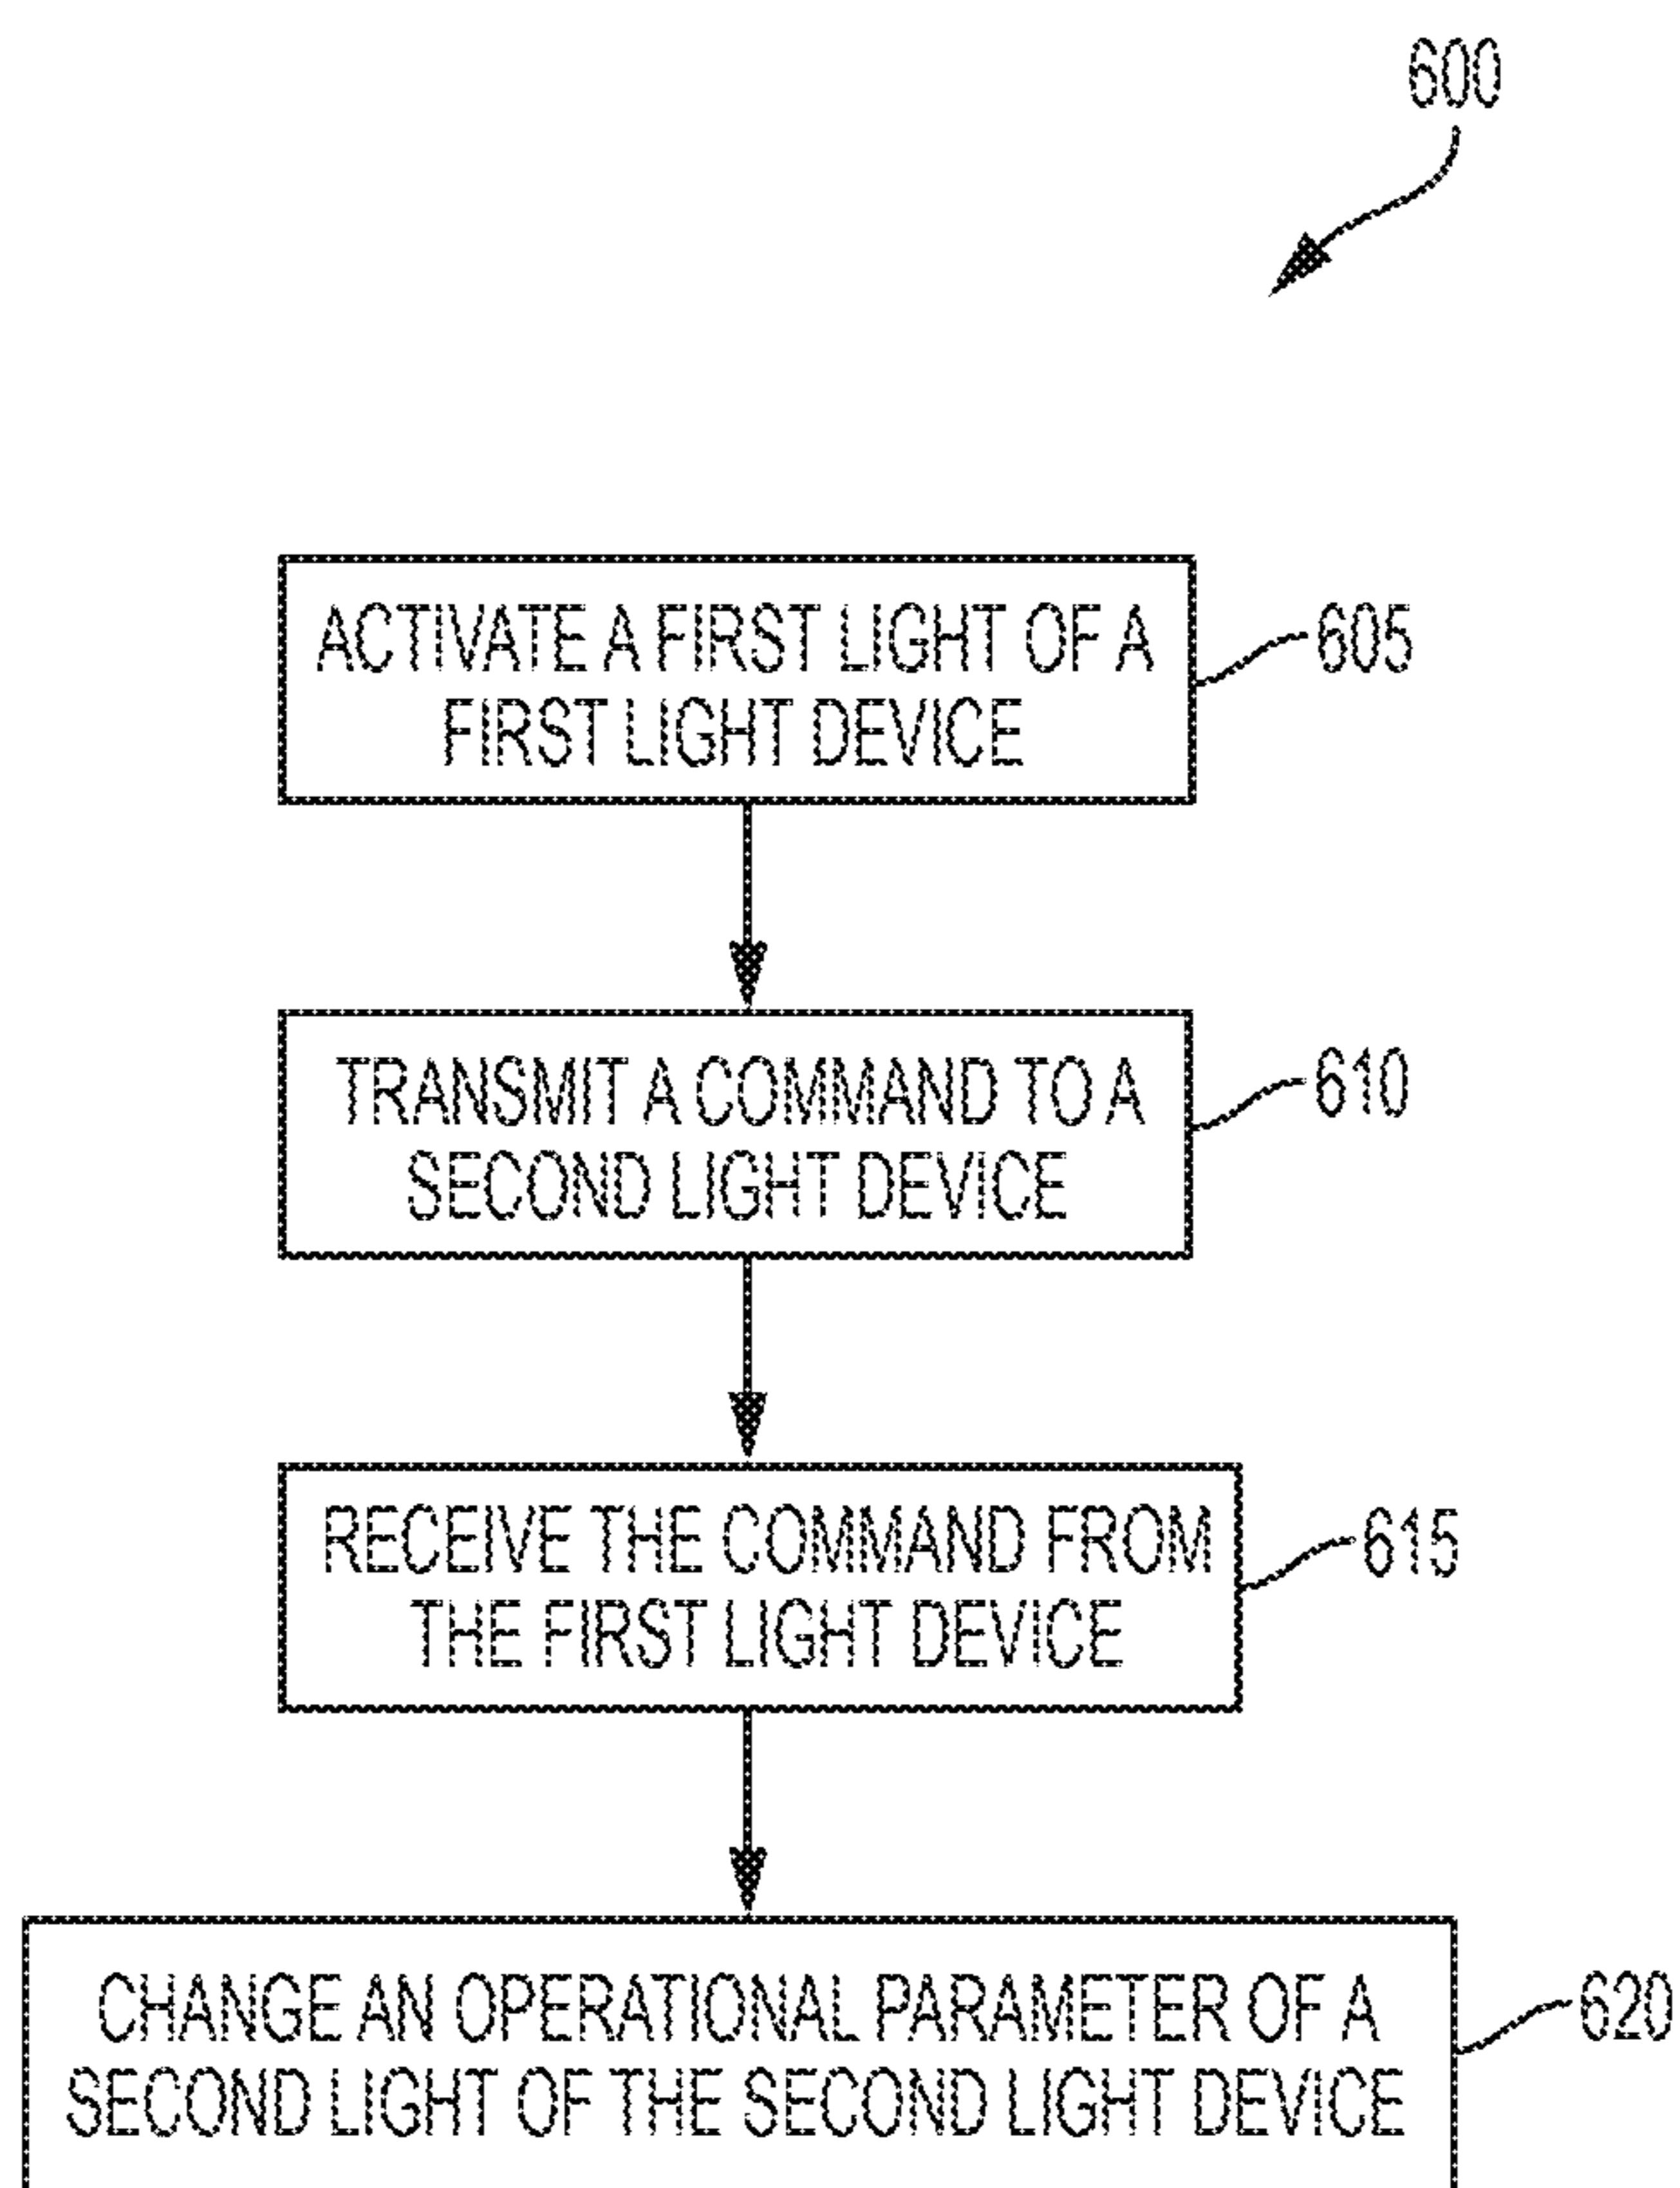 600
ACTIVATE A FIRST LIGHT OF A
FIRST LIGHT DEVICE
605
TRANSMIT A COMMAND TO A
SECOND LIGHT DEVICE
610
RECEIVE THE COMMAND FROM
THE FIRST LIGHT DEVICE
615
CHANGE AN OPERATIONAL PARAMETER OF A
SECOND LIGHT OF THE SECOND LIGHT DEVICE
620